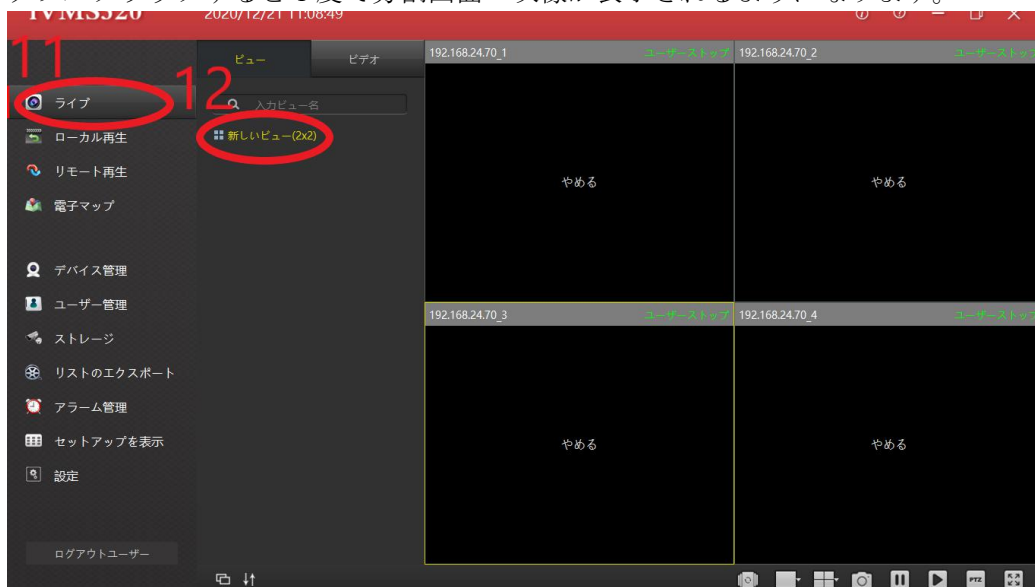 IVMS320 2020/12/21 11:08:49
11
12
ライブ
ローカル再生
リモート再生
電子マップ
デバイス管理
ユーザー管理
ストレージ
リストのエクスポート
アラーム管理
セットアップを表示
設定
ログアウトユーザー
ビュー ビデオ
入力ビュー名
新しいビュー(2x2)
192.168.24.70_1 ユーザーストップ
やめる
192.168.24.70_2 ユーザーストップ
やめる
192.168.24.70_3 ユーザーストップ
やめる
192.168.24.70_4 ユーザーストップ
やめる
PTZ